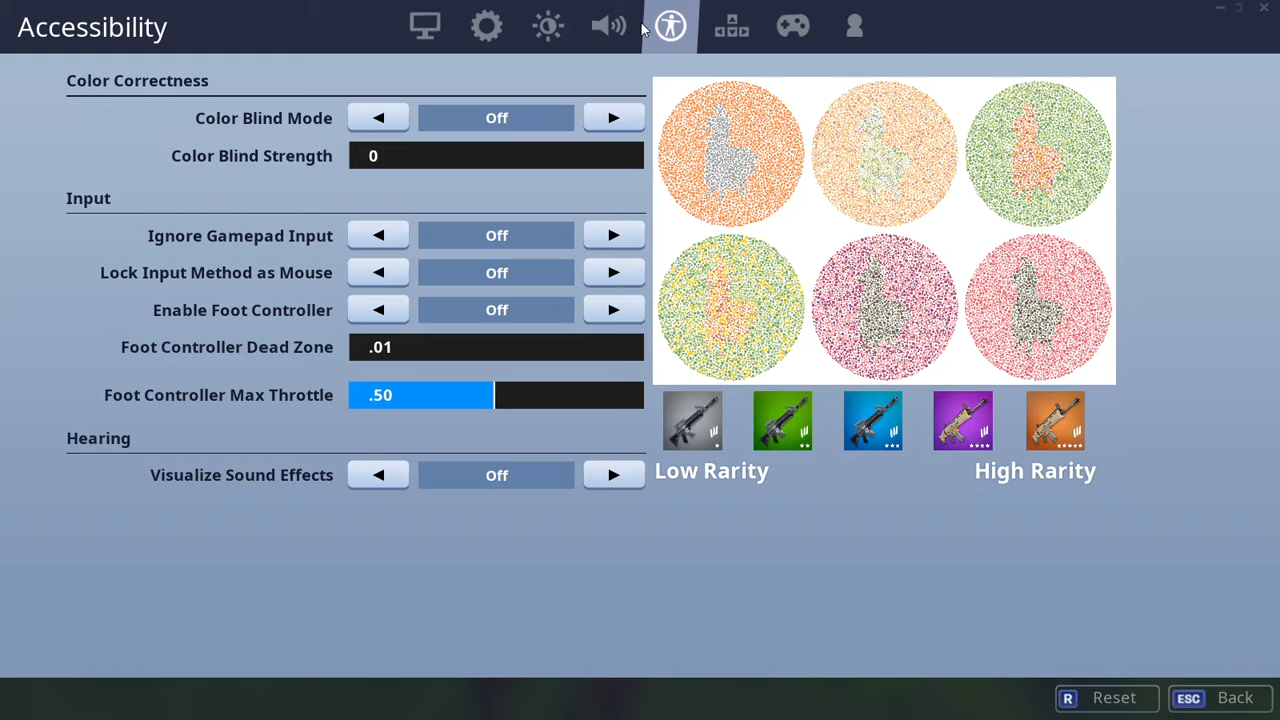 Accessibility
Color Correctness
Color Blind Mode Off
Color Blind Strength 0
Input
Ignore Gamepad Input Off
Lock Input Method as Mouse Off
Enable Foot Controller Off
Foot Controller Dead Zone .01
Foot Controller Max Throttle .50
Hearing
Visualize Sound Effects Off
Low Rarity High Rarity
R Reset ESC Back